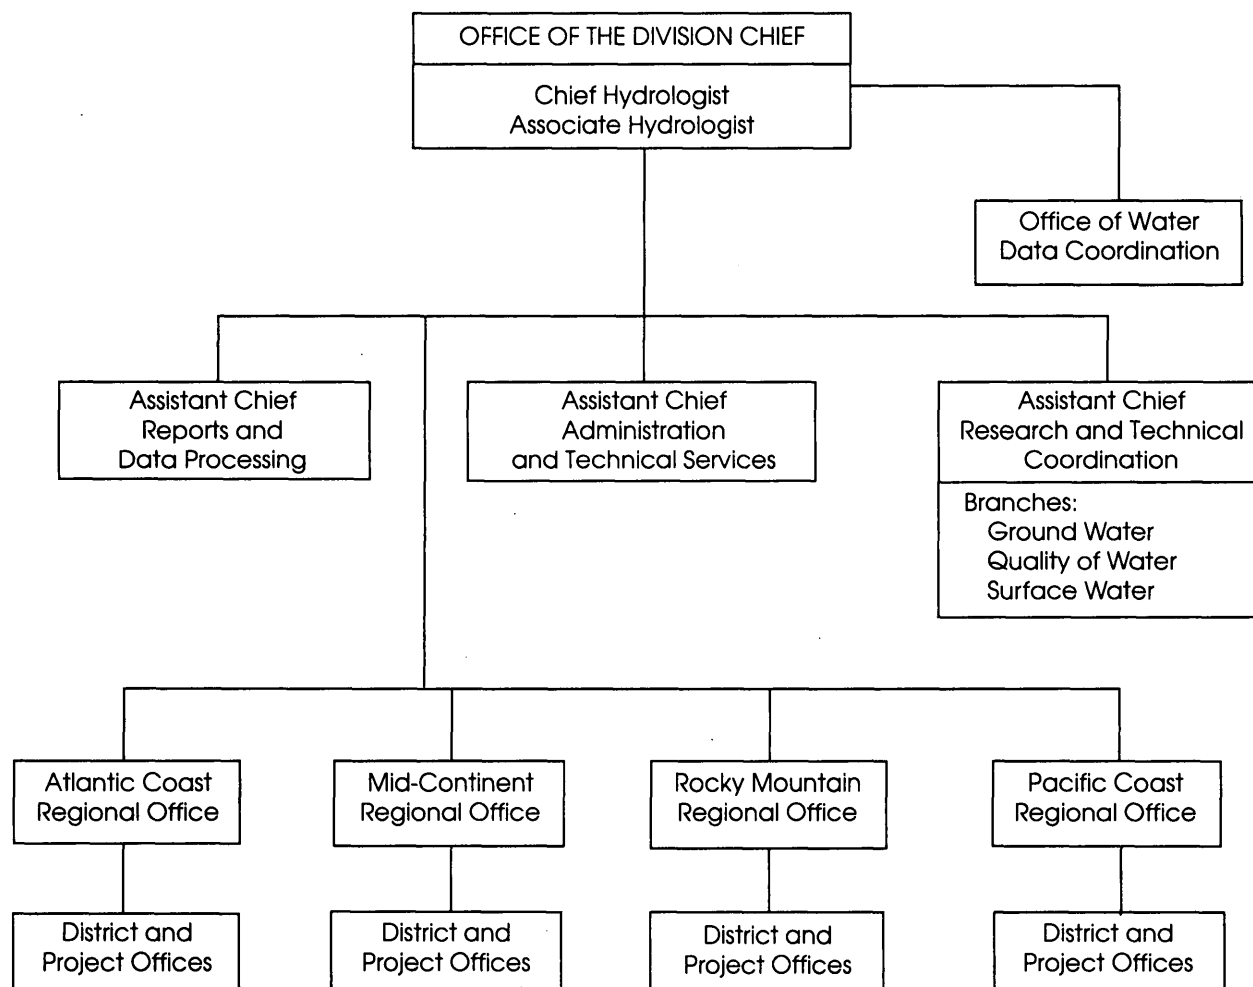 OFFICE OF THE DIVISION CHIEF
Chief Hydrologist
Associate Hydrologist
Office of Water
Data Coordination
Assistant Chief
Reports and
Data Processing
Assistant Chief
Administration
and Technical Services
Assistant Chief
Research and Technical
Coordination
Branches:
Ground Water
Quality of Water
Surface Water
Atlantic Coast
Regional Office
Mid-Continent
Regional Office
Rocky Mountain
Regional Office
Pacific Coast
Regional Office
District and
Project Offices
District and
Project Offices
District and
Project Offices
District and
Project Offices